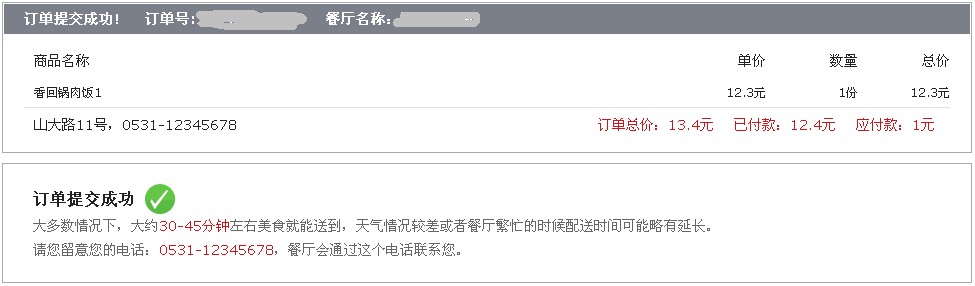 订单提交成功! 订单号: 餐厅名称:
商品名称 单价 数量 总价
香回锅肉饭1 12.3元 1份 12.3元
山大路11号，0531-12345678 订单总价：13.4元 已付款：12.4元 应付款：1元
订单提交成功
大多数情况下，大约30-45分钟左右美食就能送到，天气情况较差或者餐厅繁忙的时候配送时间可能略有延长。
请您留意您的电话：0531-12345678，餐厅会通过这个电话联系您。